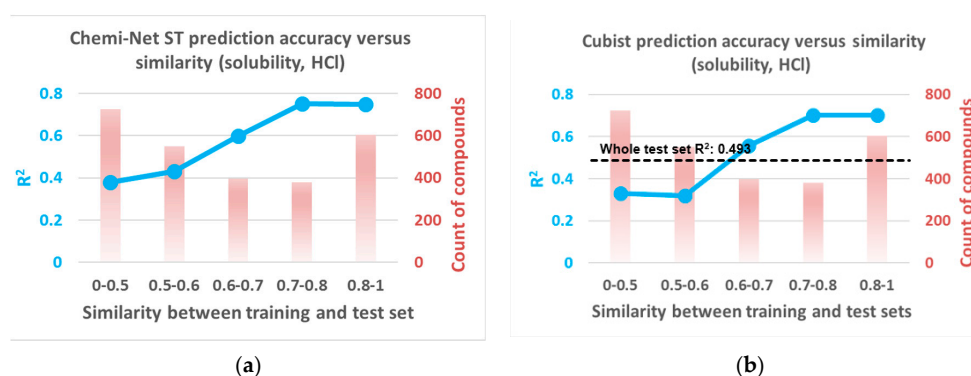 Chemi-Net ST prediction accuracy versus
similarity (solubility, HCl)
0.8
0.6
0.4
0.2
0
R²
800
600
400
200
0
Count of compounds
0-0.5 0.5-0.6 0.6-0.7 0.7-0.8 0.8-1
Similarity between training and test set
(a)
Cubist prediction accuracy versus similarity
(solubility, HCl)
0.8
0.6
0.4
0.2
0
R²
Whole test set R²: 0.493
800
600
400
200
0
Count of compounds
0-0.5 0.5-0.6 0.6-0.7 0.7-0.8 0.8-1
Similarity between training and test sets
(b)